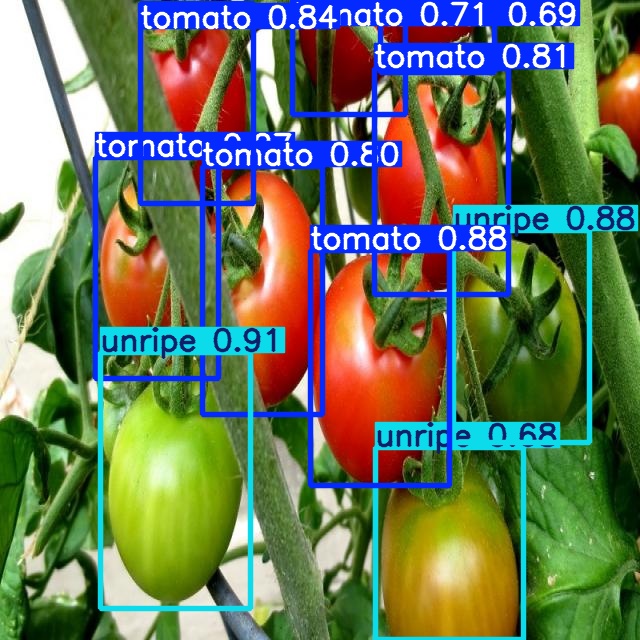 tomato 0.84
0.71
0.69
tomato 0.81
tomato
tomato 0.80
unripe 0.88
tomato 0.88
unripe 0.91
unripe 0.68